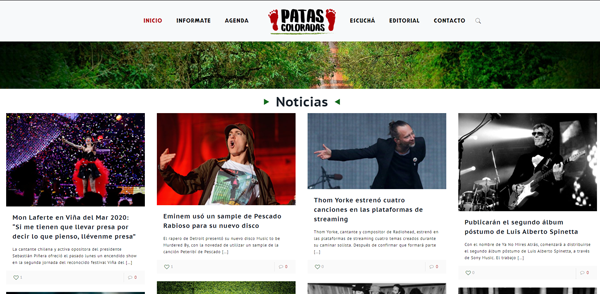 INICIO INFORMATE AGENDA PATAS COLORADAS EICUCHÁ EDITORIAL CONTACTO
Noticias
Mon Laferte en Viña del Mar 2020:
"Si me tienen que llevar presa por
decir lo que pienso, llévenme presa"
La cantante chilena y activa opositora del presidente
Sebastián Piñera ofreció el pasado lunes un encendido show
en la segunda jornada del reconocido festival Viña del [...]
1 0
Eminem usó un sample de Pescado
Rabioso para su nuevo disco
El rapero de Detroit presentó su nuevo disco Music to be
Murdered By, con la novedad de utilizar un sample de la
canción Peteribí de Pescado [...]
1 0
Thom Yorke estrenó cuatro
canciones en las plataformas de
streaming
Thom Yorke, cantante y compositor de Radiohead, estrenó en
las plataformas de streaming cuatro temas creados durante
su caminar solista. Después de confirmar que formará parte
[...]
0
Publicarán el segundo álbum
póstumo de Luis Alberto Spinetta
Con el nombre de Ya No Mires Atrás, comenzará a distribuirse
el segundo álbum póstumo de Luis Alberto Spinetta, a
través de Sony Music. El trabajo [...]
0